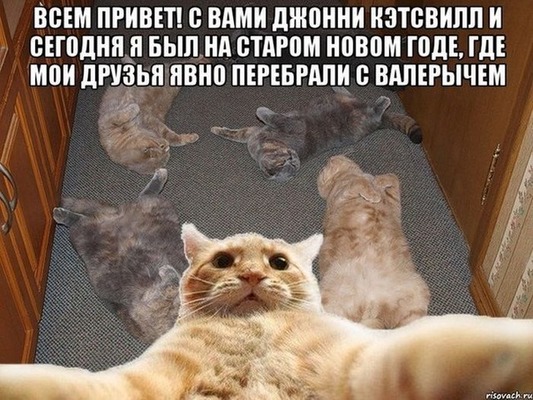 ВСЕМ ПРИВЕТ! С ВАМИ ДЖОННИ КЭТСВИЛЛ И
СЕГОДНЯ Я БЫЛ НА СТАРОМ НОВОМ ГОДЕ, ГДЕ
МОИ ДРУЗЬЯ ЯВНО ПЕРЕБРАЛИ С ВАЛЕРЫЧЕМ
risovach.ru